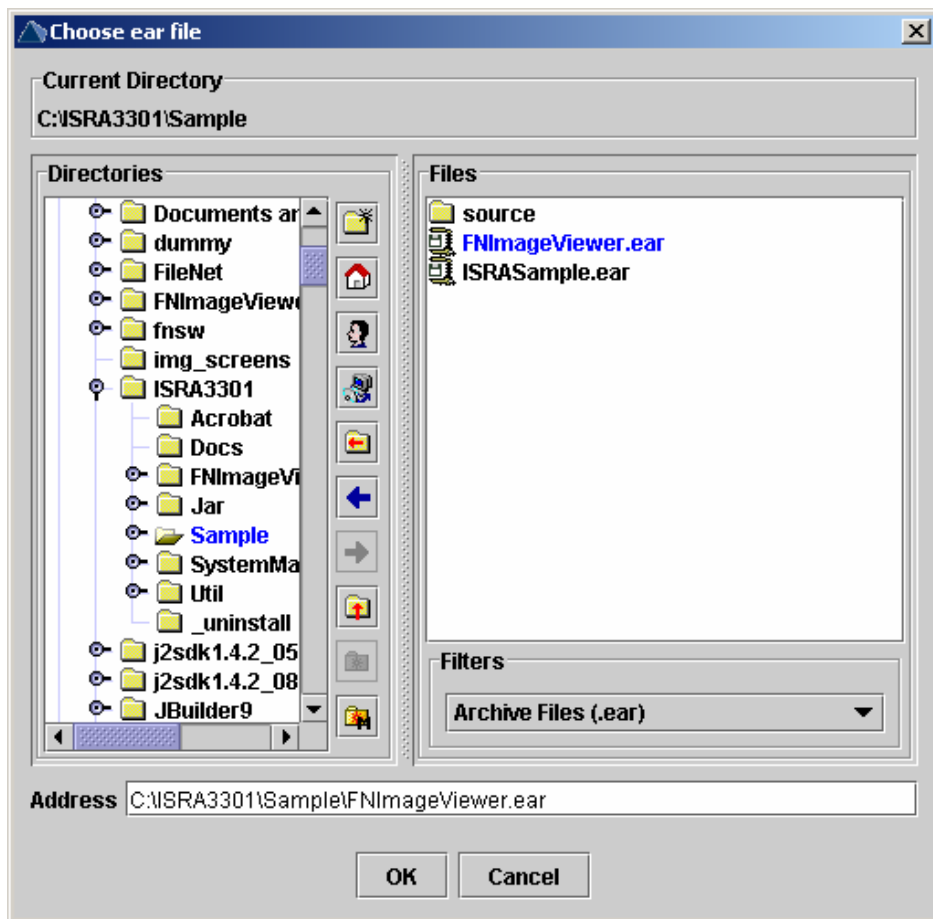 Choose ear file
Current Directory
C:\ISRA3301\Sample
Directories
Documents ar
dummy
FileNet
FNImageViewe
fnsw
img_screens
ISRA3301
Acrobat
Docs
FNImageVi
Jar
Sample
SystemMa
Util
_uninstall
j2sdk1.4.2_05
j2sdk1.4.2_08
JBuilder9
Files
source
FNImageViewer.ear
ISRASample.ear
Filters
Archive Files (.ear)
Address C:\ISRA3301\Sample\FNImageViewer.ear
OK Cancel